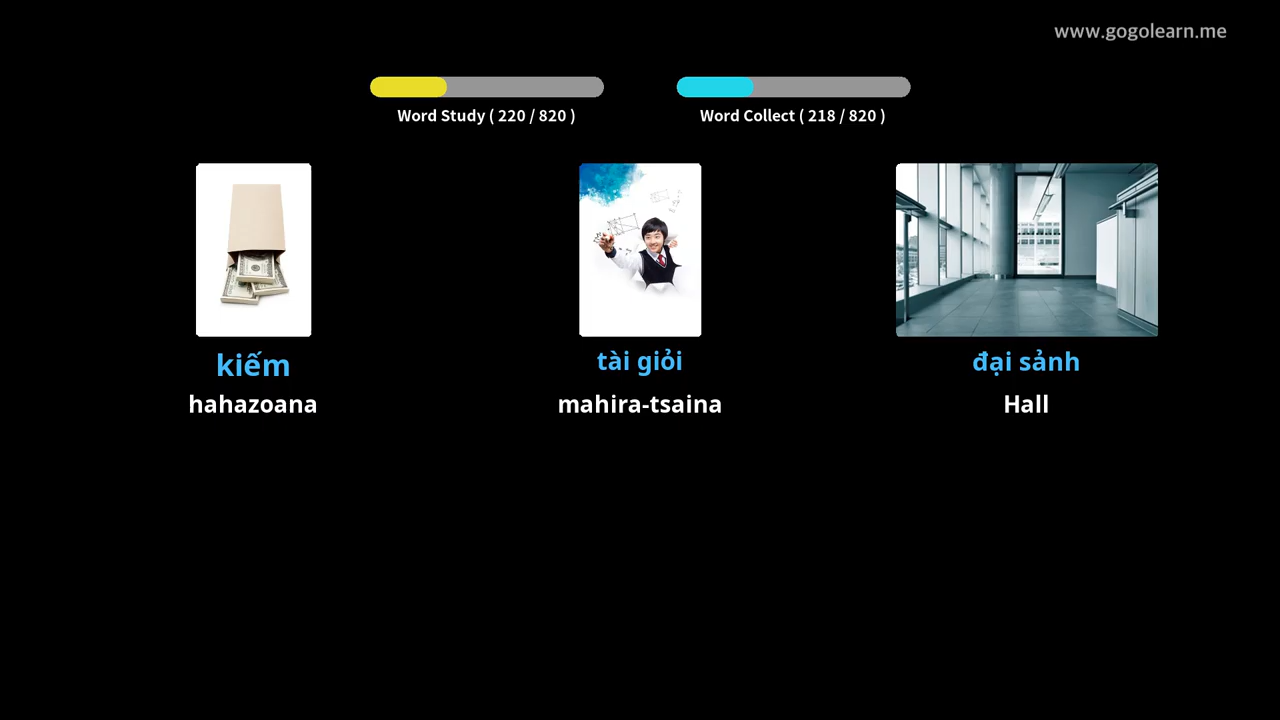 www.gogolearn.me
Word Study ( 220 / 820 )
Word Collect ( 218 / 820 )
kiếm
tài giỏi
đại sảnh
hahazoana
mahira-tsaina
Hall